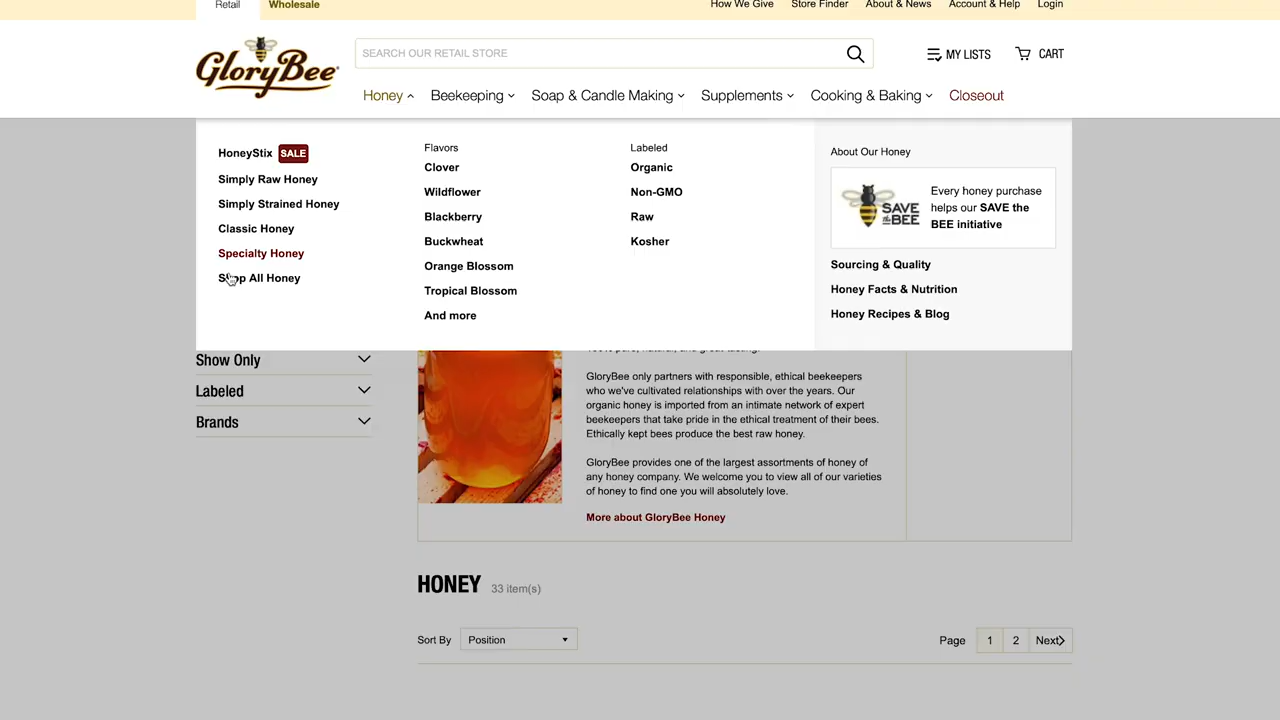 Retail
Wholesale
How We Give
Store Finder
About & News
Account & Help
Login
GloryBee
SEARCH OUR RETAIL STORE
MY LISTS
CART
Honey
Beekeeping
Soap & Candle Making
Supplements
Cooking & Baking
Closeout
HoneyStix SALE
Simply Raw Honey
Simply Strained Honey
Classic Honey
Specialty Honey
Shop All Honey
Flavors
Clover
Wildflower
Blackberry
Buckwheat
Orange Blossom
Tropical Blossom
And more
Labeled
Organic
Non-GMO
Raw
Kosher
About Our Honey
SAVE
the
BEE
Every honey purchase
helps our SAVE the
BEE initiative
Sourcing & Quality
Honey Facts & Nutrition
Honey Recipes & Blog
Show Only
Labeled
Brands
100% pure, natural, and great tasting.
GloryBee only partners with responsible, ethical beekeepers
who we've cultivated relationships with over the years. Our
organic honey is imported from an intimate network of expert
beekeepers that take pride in the ethical treatment of their bees.
Ethically kept bees produce the best raw honey.
GloryBee provides one of the largest assortments of honey of
any honey company. We welcome you to view all of our varieties
of honey to find one you will absolutely love.
More about GloryBee Honey
HONEY 33 item(s)
Sort By Position
Page 1 2 Next